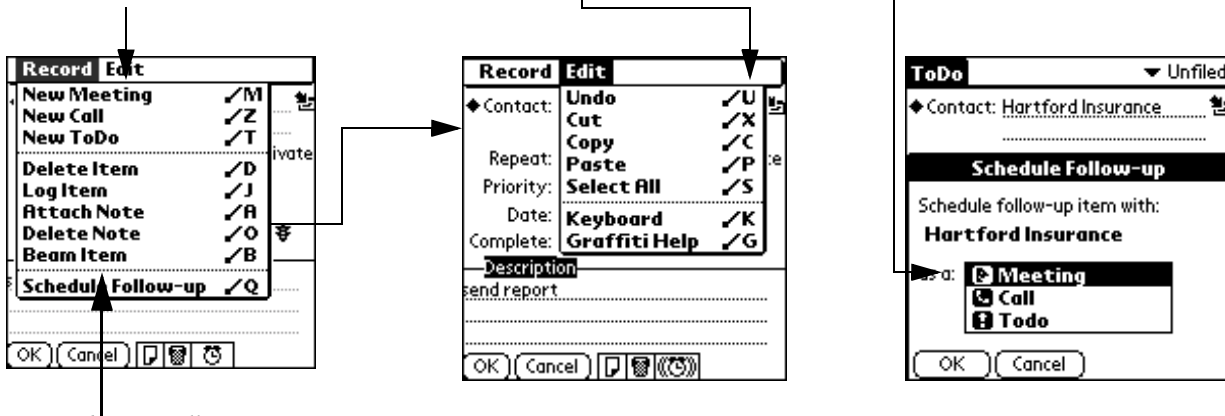 Record Edit
New Meeting /M
New Call /Z
New ToDo /T
ivate
Delete Item /D
Log Item /J
Attach Note /A
Delete Note /O
Beam Item /B
Schedule Follow-up /Q
OK Cancel
Record Edit
Contact:
Undo /U
Cut /X
Copy /C
Repeat: Paste /P
Priority: Select All /S
Date: Keyboard /K
Complete: Graffiti Help /G
Description
send report
OK Cancel
ToDo Unfiled
Contact: Hartford Insurance
Schedule Follow-up
Schedule follow-up item with:
Hartford Insurance
as a: Meeting
Call
Todo
OK Cancel